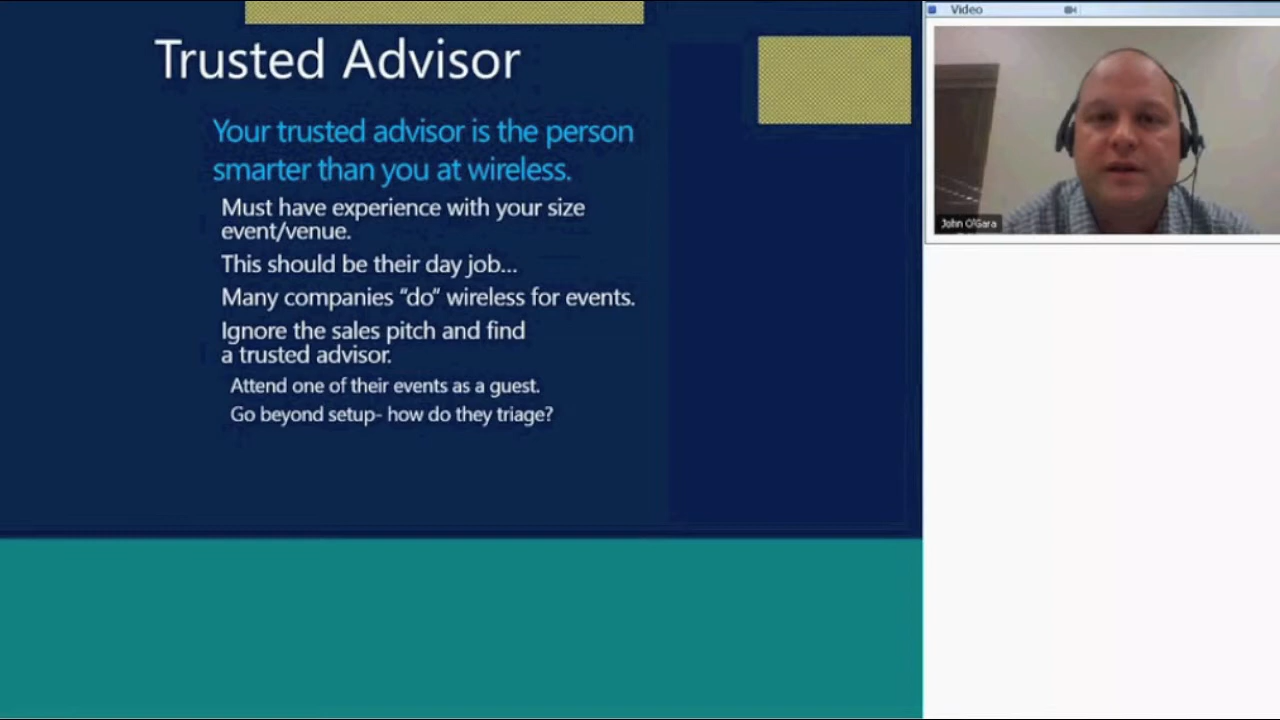 Trusted Advisor
Your trusted advisor is the person
smarter than you at wireless.
Must have experience with your size
event/venue.
This should be their day job...
Many companies “do” wireless for events.
Ignore the sales pitch and find
a trusted advisor.
Attend one of their events as a guest.
Go beyond setup- how do they triage?
Video
John O'Gara